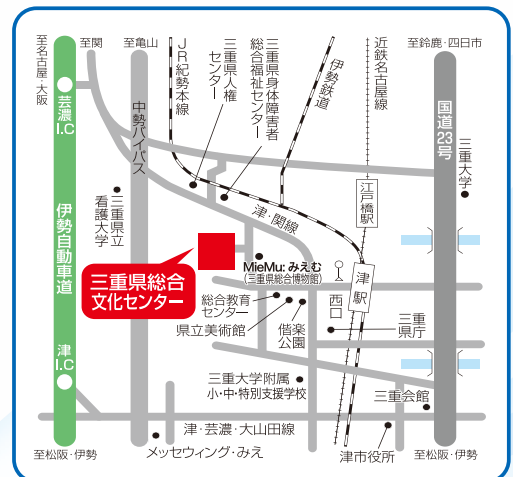 至名古屋・大阪
至関
至亀山
JR紀勢本線
三重県人権
センター
三重県身体障害者
総合福祉センター
伊勢鉄道
近鉄名古屋線
至鈴鹿・四日市
芸濃
I.C
中勢バイパス
国道23号
三重大学
江戸橋駅
三重県立
看護大学
津・関線
伊勢自動車道
三重県総合
文化センター
MieMu:みえむ
(三重県総合博物館)
総合教育
センター
県立美術館
偕楽
公園
西口
津駅
三重
県庁
津
I.C
三重大学附属
小・中・特別支援学校
三重会館
津・芸濃・大山田線
メッセウィング・みえ
津市役所
至松阪・伊勢
至松阪・伊勢